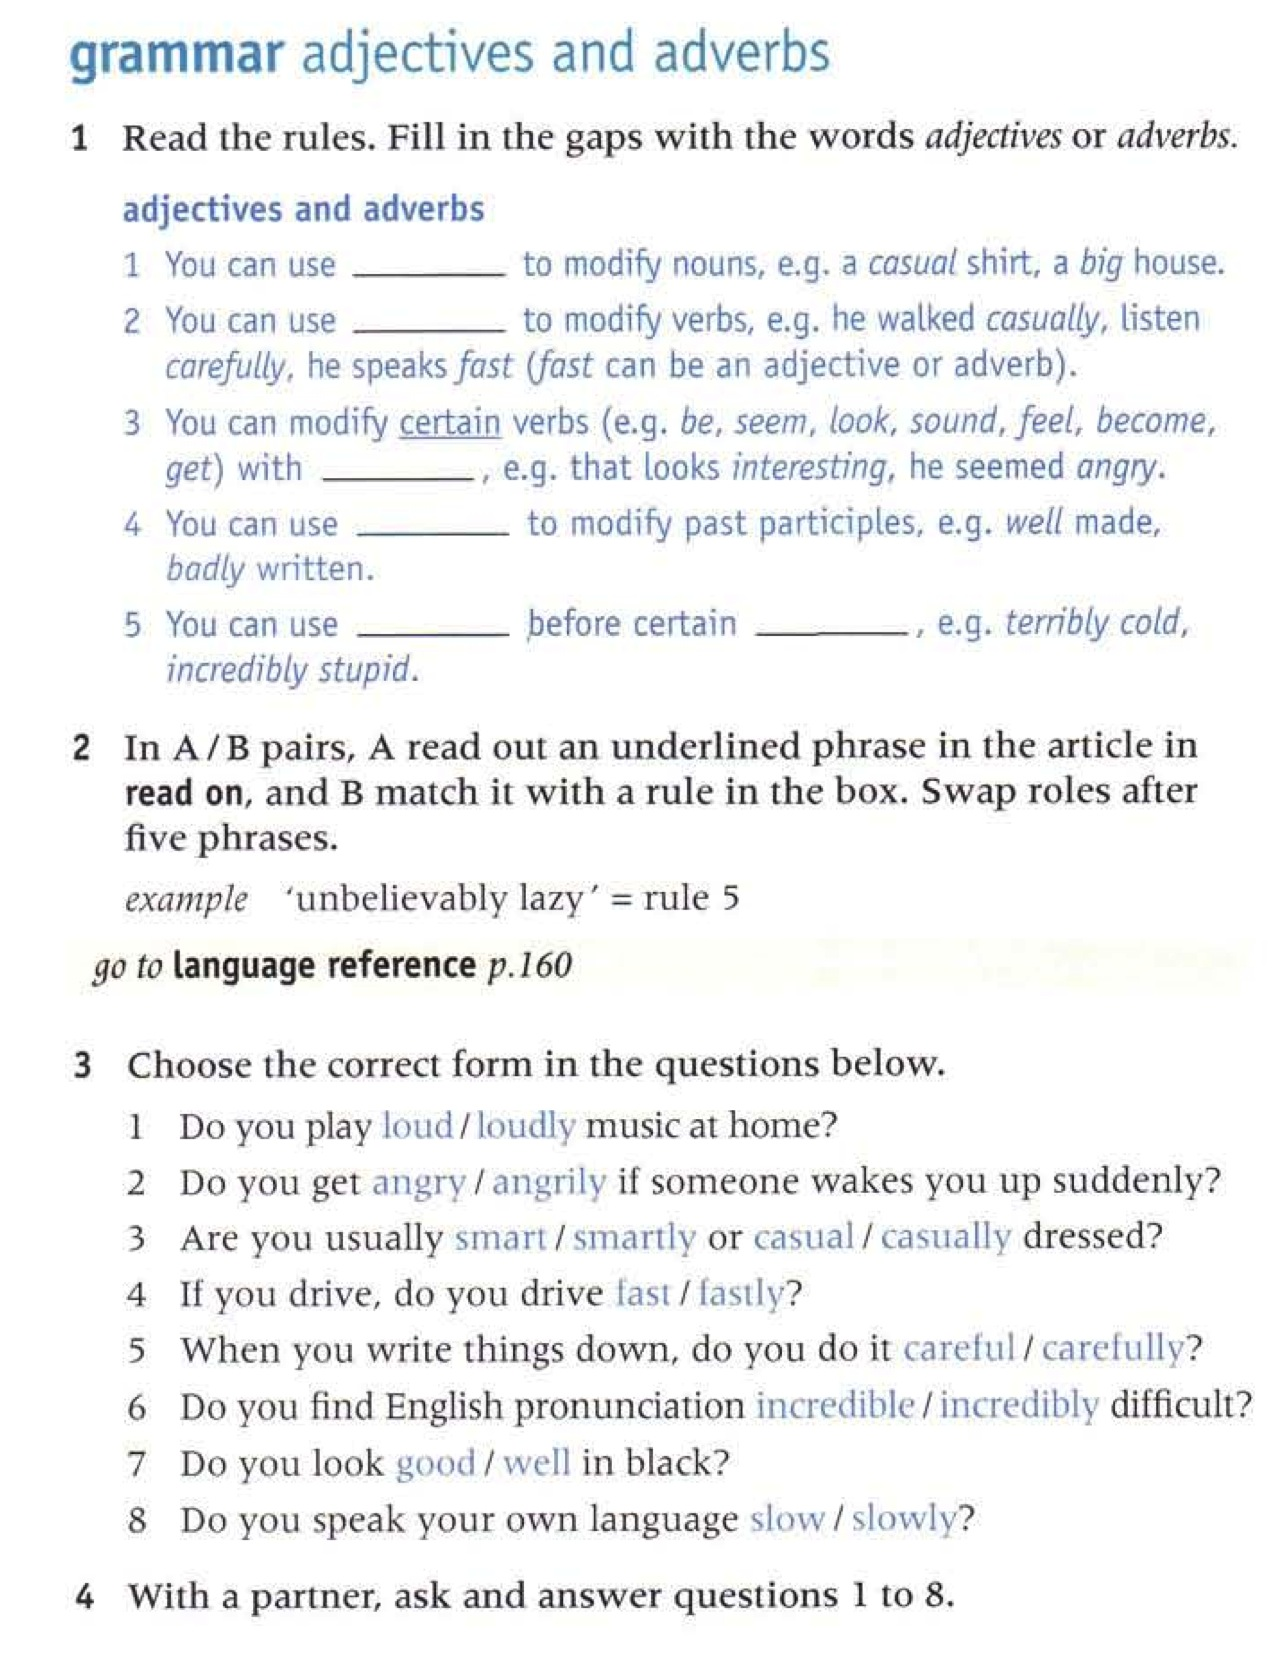 grammar adjectives and adverbs
1 Read the rules. Fill in the gaps with the words adjectives or adverbs.
adjectives and adverbs
1 You can use ________ to modify nouns, e.g. a casual shirt, a big house.
2 You can use ________ to modify verbs, e.g. he walked casually, listen
carefully, he speaks fast (fast can be an adjective or adverb).
3 You can modify certain verbs (e.g. be, seem, look, sound, feel, become,
get) with ________, e.g. that looks interesting, he seemed angry.
4 You can use ________ to modify past participles, e.g. well made,
badly written.
5 You can use ________ before certain ________, e.g. terribly cold,
incredibly stupid.
2 In A / B pairs, A read out an underlined phrase in the article in
read on, and B match it with a rule in the box. Swap roles after
five phrases.
example 'unbelievably lazy' = rule 5
go to language reference p.160
3 Choose the correct form in the questions below.
1 Do you play loud / loudly music at home?
2 Do you get angry / angrily if someone wakes you up suddenly?
3 Are you usually smart / smartly or casual / casually dressed?
4 If you drive, do you drive fast / fastly?
5 When you write things down, do you do it careful / carefully?
6 Do you find English pronunciation incredible / incredibly difficult?
7 Do you look good / well in black?
8 Do you speak your own language slow / slowly?
4 With a partner, ask and answer questions 1 to 8.